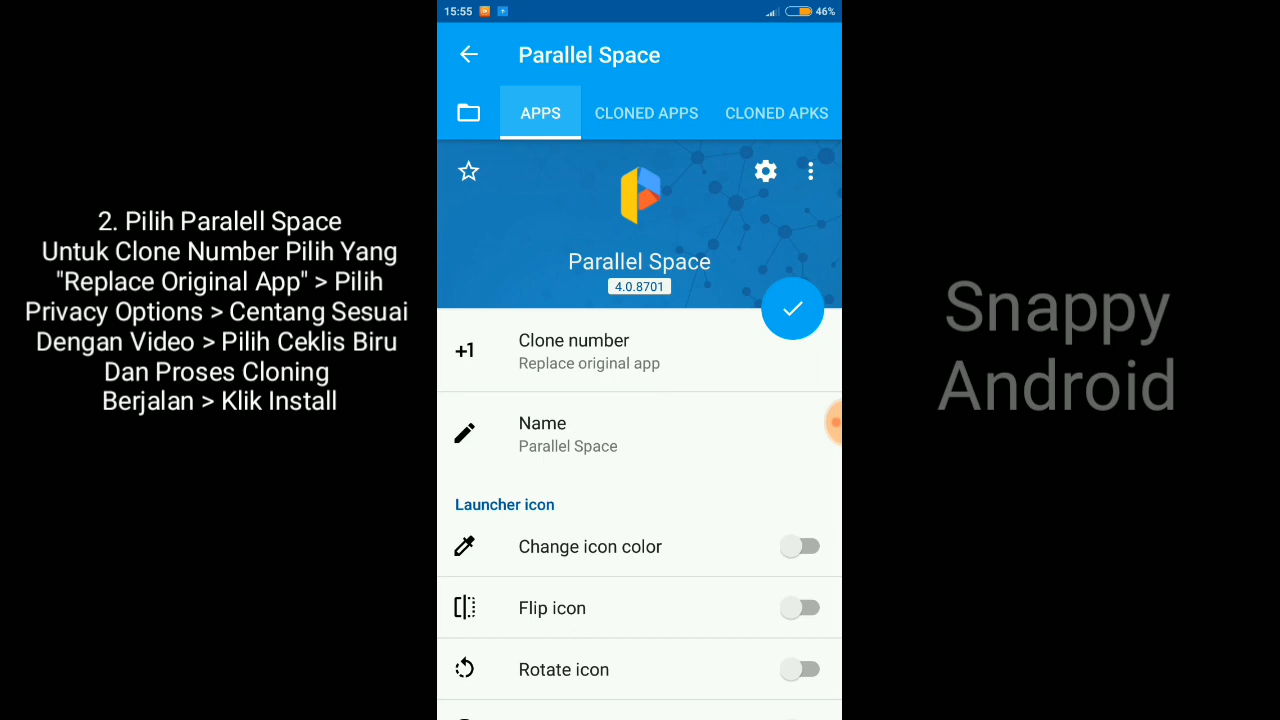 2. Pilih Paralell Space
Untuk Clone Number Pilih Yang
"Replace Original App" > Pilih
Privacy Options > Centang Sesuai
Dengan Video > Pilih Ceklis Biru
Dan Proses Cloning
Berjalan > Klik Install
15:55
46%
Parallel Space
APPS
CLONED APPS
CLONED APKS
Parallel Space
4.0.8701
+1
Clone number
Replace original app
Name
Parallel Space
Launcher icon
Change icon color
Flip icon
Rotate icon
Snappy
Android